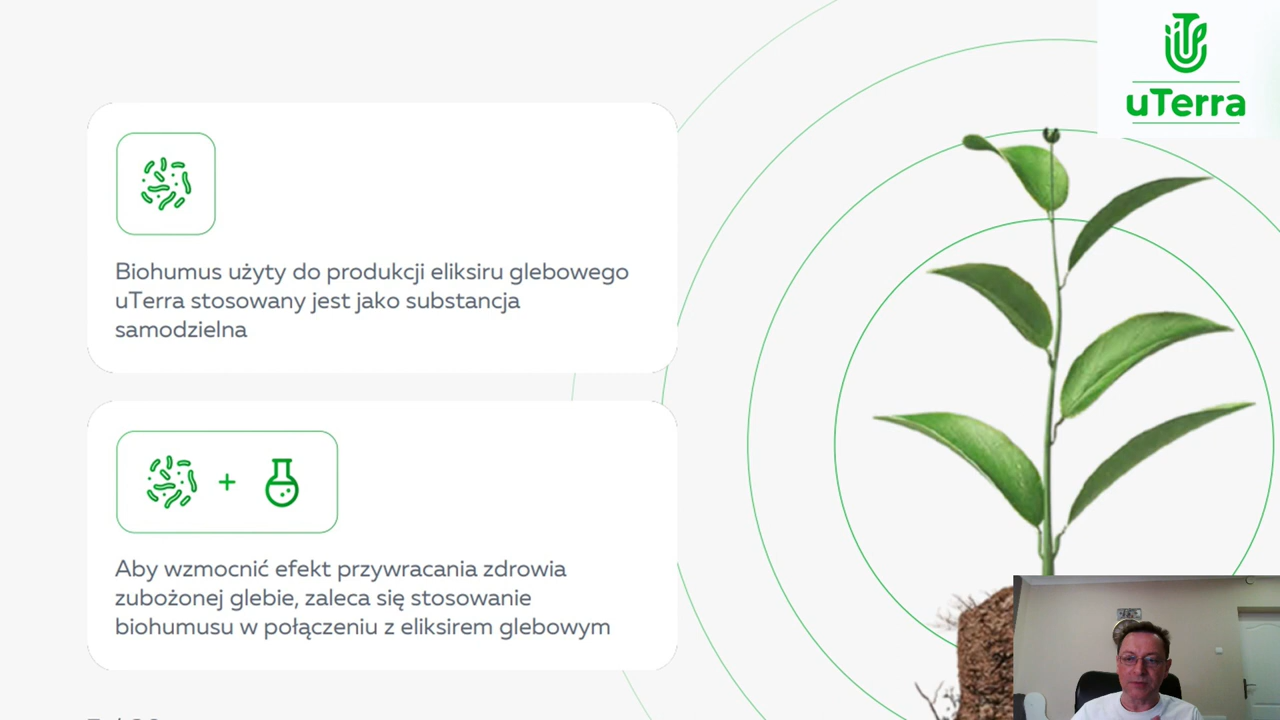 uTerra
Biohumus użyty do produkcji eliksiru glebowego
uTerra stosowany jest jako substancja
samodzielna
+
Aby wzmocnić efekt przywracania zdrowia
zubożonej glebie, zaleca się stosowanie
biohumusu w połączeniu z eliksirem glebowym